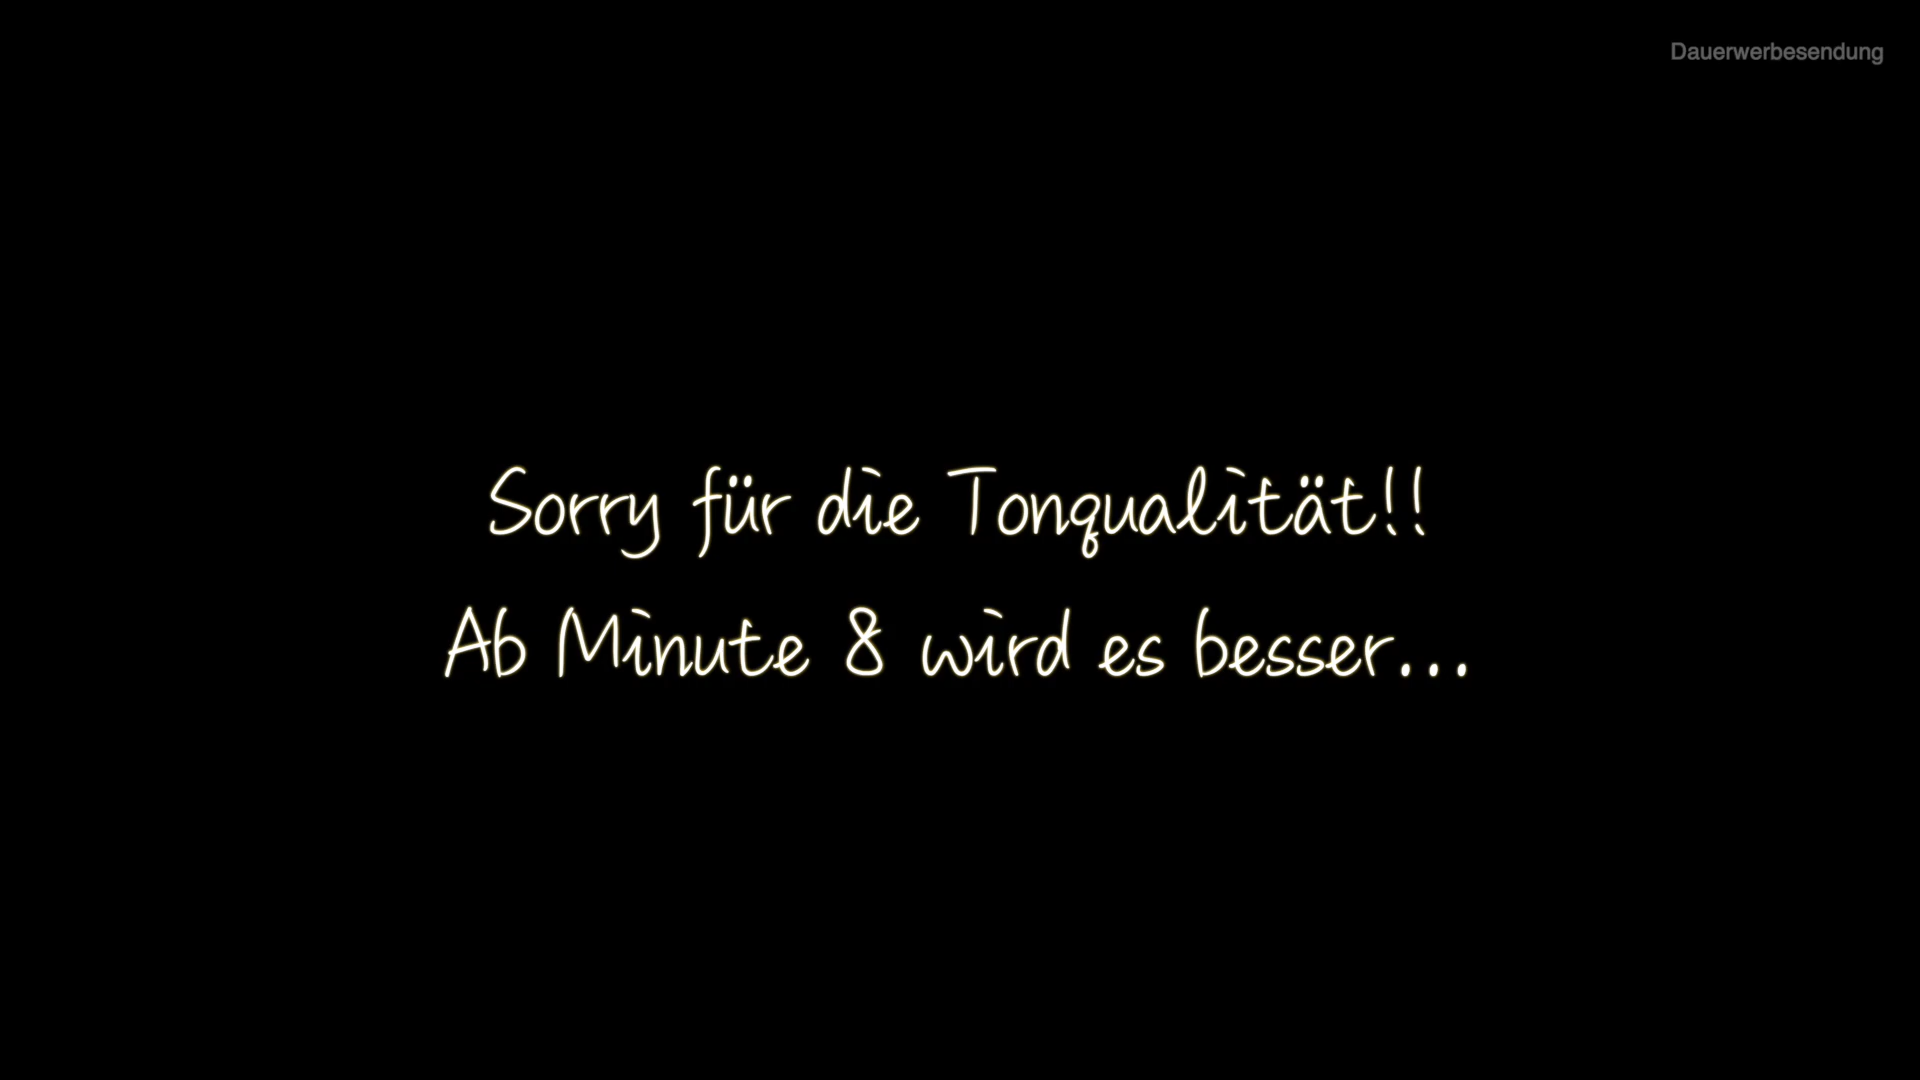 Dauerwerbesendung
Sorry für die Tonqualität!!
Ab Minute 8 wird es besser...